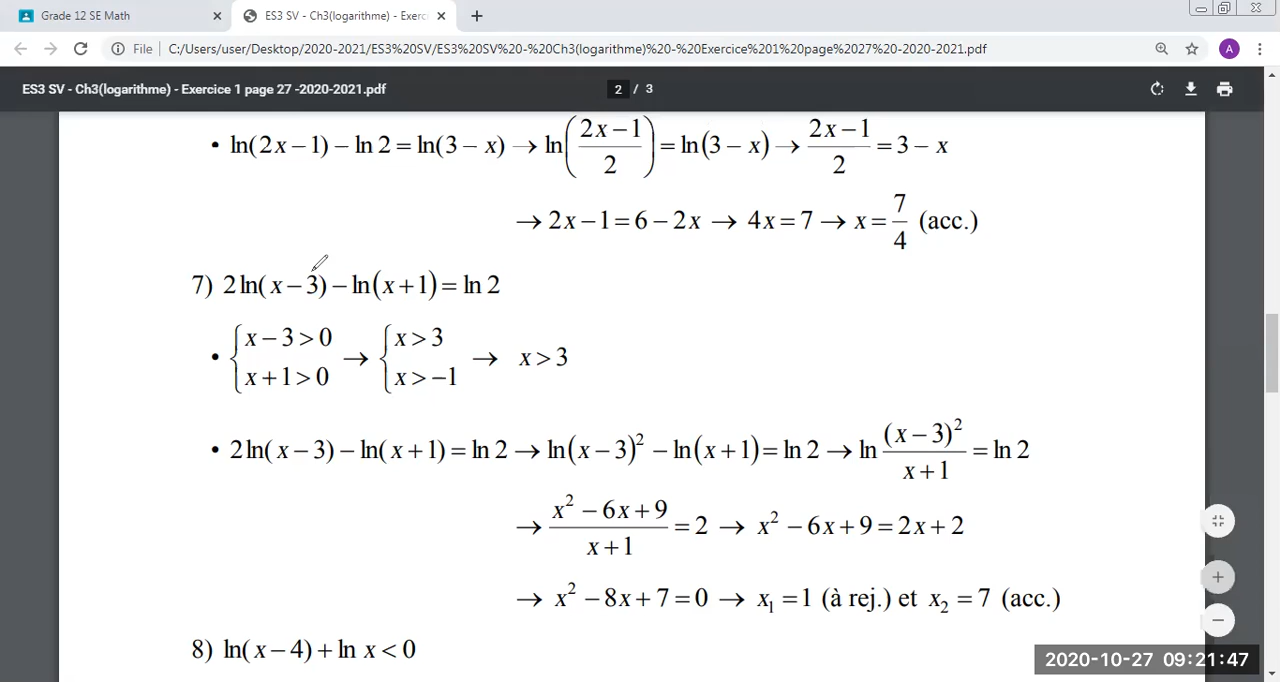 Grade 12 SE Math
ES3 SV - Ch3(logarithme) - Exerc
File | C:/Users/user/Desktop/2020-2021/ES3%20SV/ES3%20SV%20-%20Ch3(logarithme)%20-%20Exercice%201%20page%2027%20-2020-2021.pdf
A
ES3 SV - Ch3(logarithme) - Exercice 1 page 27 -2020-2021.pdf
2 / 3
• ln(2x − 1) − ln 2 = ln(3 − x) → ln((2x − 1)/2) = ln(3 − x) → (2x − 1)/2 = 3 − x
→ 2x − 1 = 6 − 2x → 4x = 7 → x = 7/4 (acc.)
7) 2 ln(x − 3) − ln(x + 1) = ln 2
• { x − 3 > 0 x + 1 > 0 → { x > 3 x > −1 → x > 3
• 2 ln(x − 3) − ln(x + 1) = ln 2 → ln(x − 3)² − ln(x + 1) = ln 2 → ln (x − 3)²/(x + 1) = ln 2
→ (x² − 6x + 9)/(x + 1) = 2 → x² − 6x + 9 = 2x + 2
→ x² − 8x + 7 = 0 → x₁ = 1 (à rej.) et x₂ = 7 (acc.)
8) ln(x − 4) + ln x < 0
2020-10-27 09:21:47